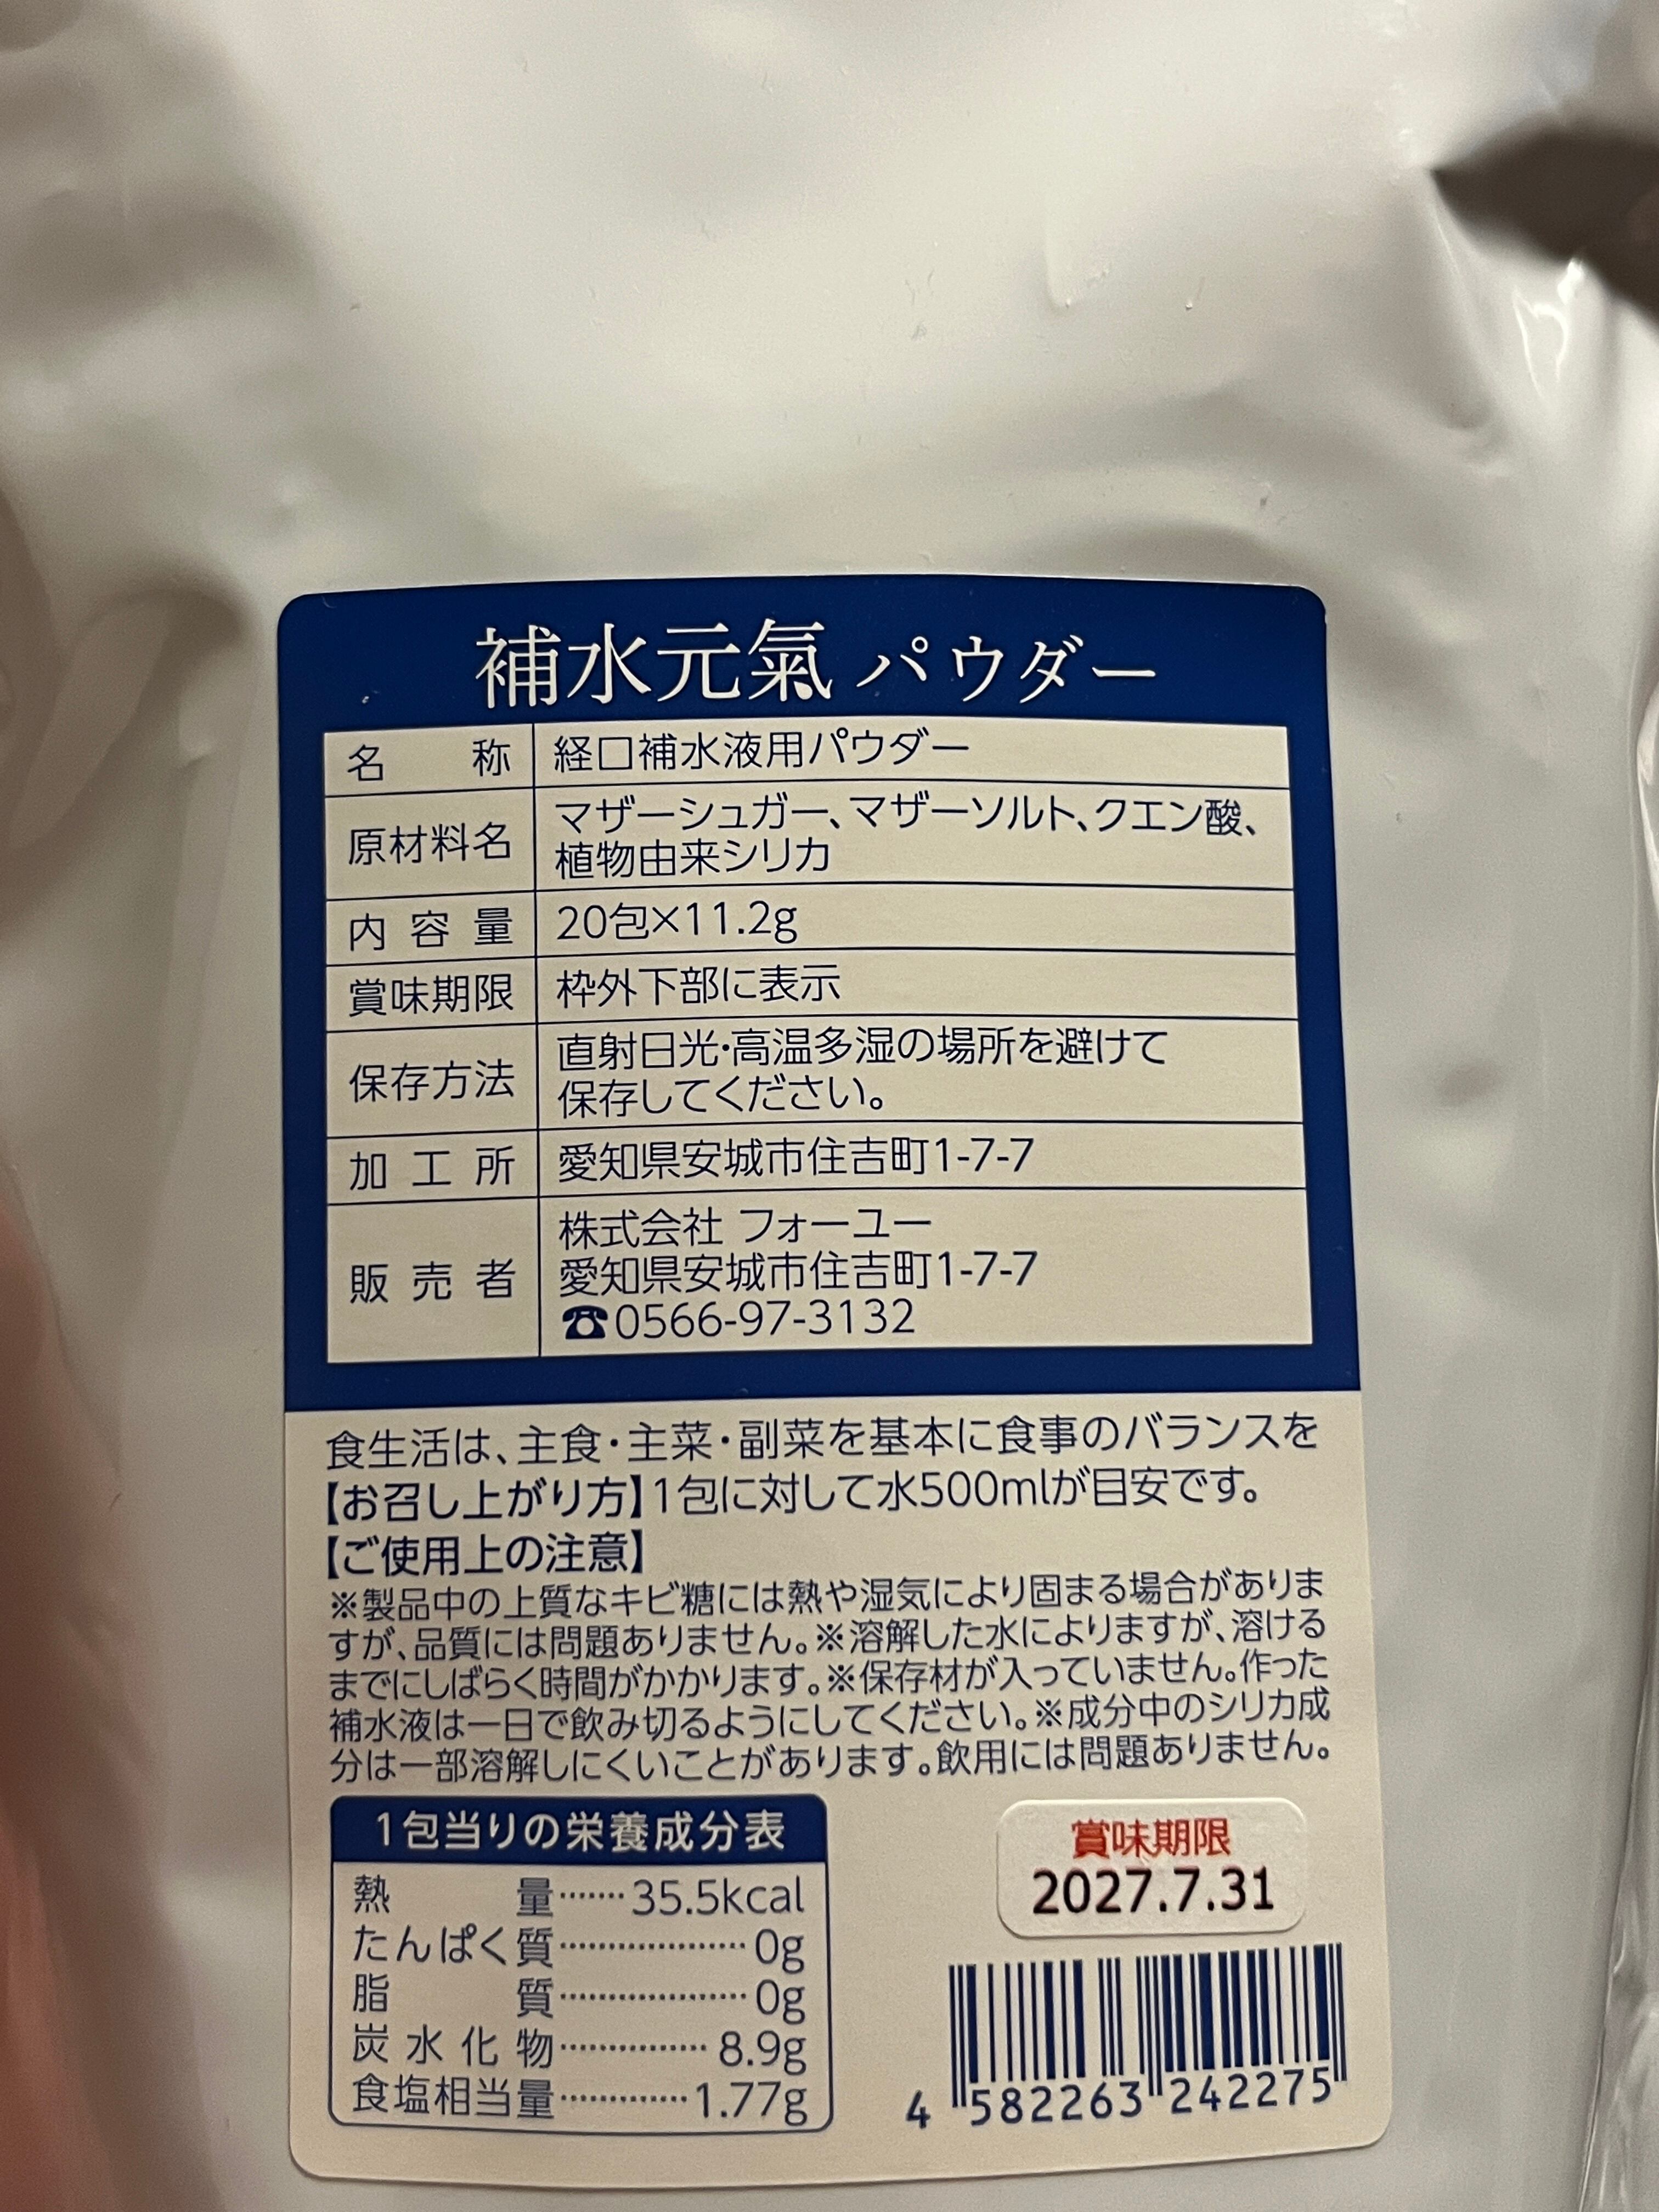 補水元氣 パウダー
名称 経口補水液用パウダー
原材料名 マザーシュガー、マザーソルト、クエン酸、
植物由来シリカ
内容量 20包×11.2g
賞味期限 枠外下部に表示
保存方法 直射日光・高温多湿の場所を避けて
保存してください。
加工所 愛知県安城市住吉町1-7-7
販売者 株式会社 フォーユー
愛知県安城市住吉町1-7-7
☎0566-97-3132
食生活は、主食・主菜・副菜を基本に食事のバランスを
【お召し上がり方】1包に対して水500mlが目安です。
【ご使用上の注意】
※製品中の上質なキビ糖には熱や湿気により固まる場合がありま
すが、品質には問題ありません。※溶解した水によりますが、溶ける
までにしばらく時間がかかります。※保存材が入っていません。作った
補水液は一日で飲み切るようにしてください。※成分中のシリカ成
分は一部溶解しにくいことがあります。飲用には問題ありません。
1包当りの栄養成分表
熱量……35.5kcal
たんぱく質……0g
脂質……0g
炭水化物……8.9g
食塩相当量……1.77g
賞味期限
2027.7.31
4 582263 242275